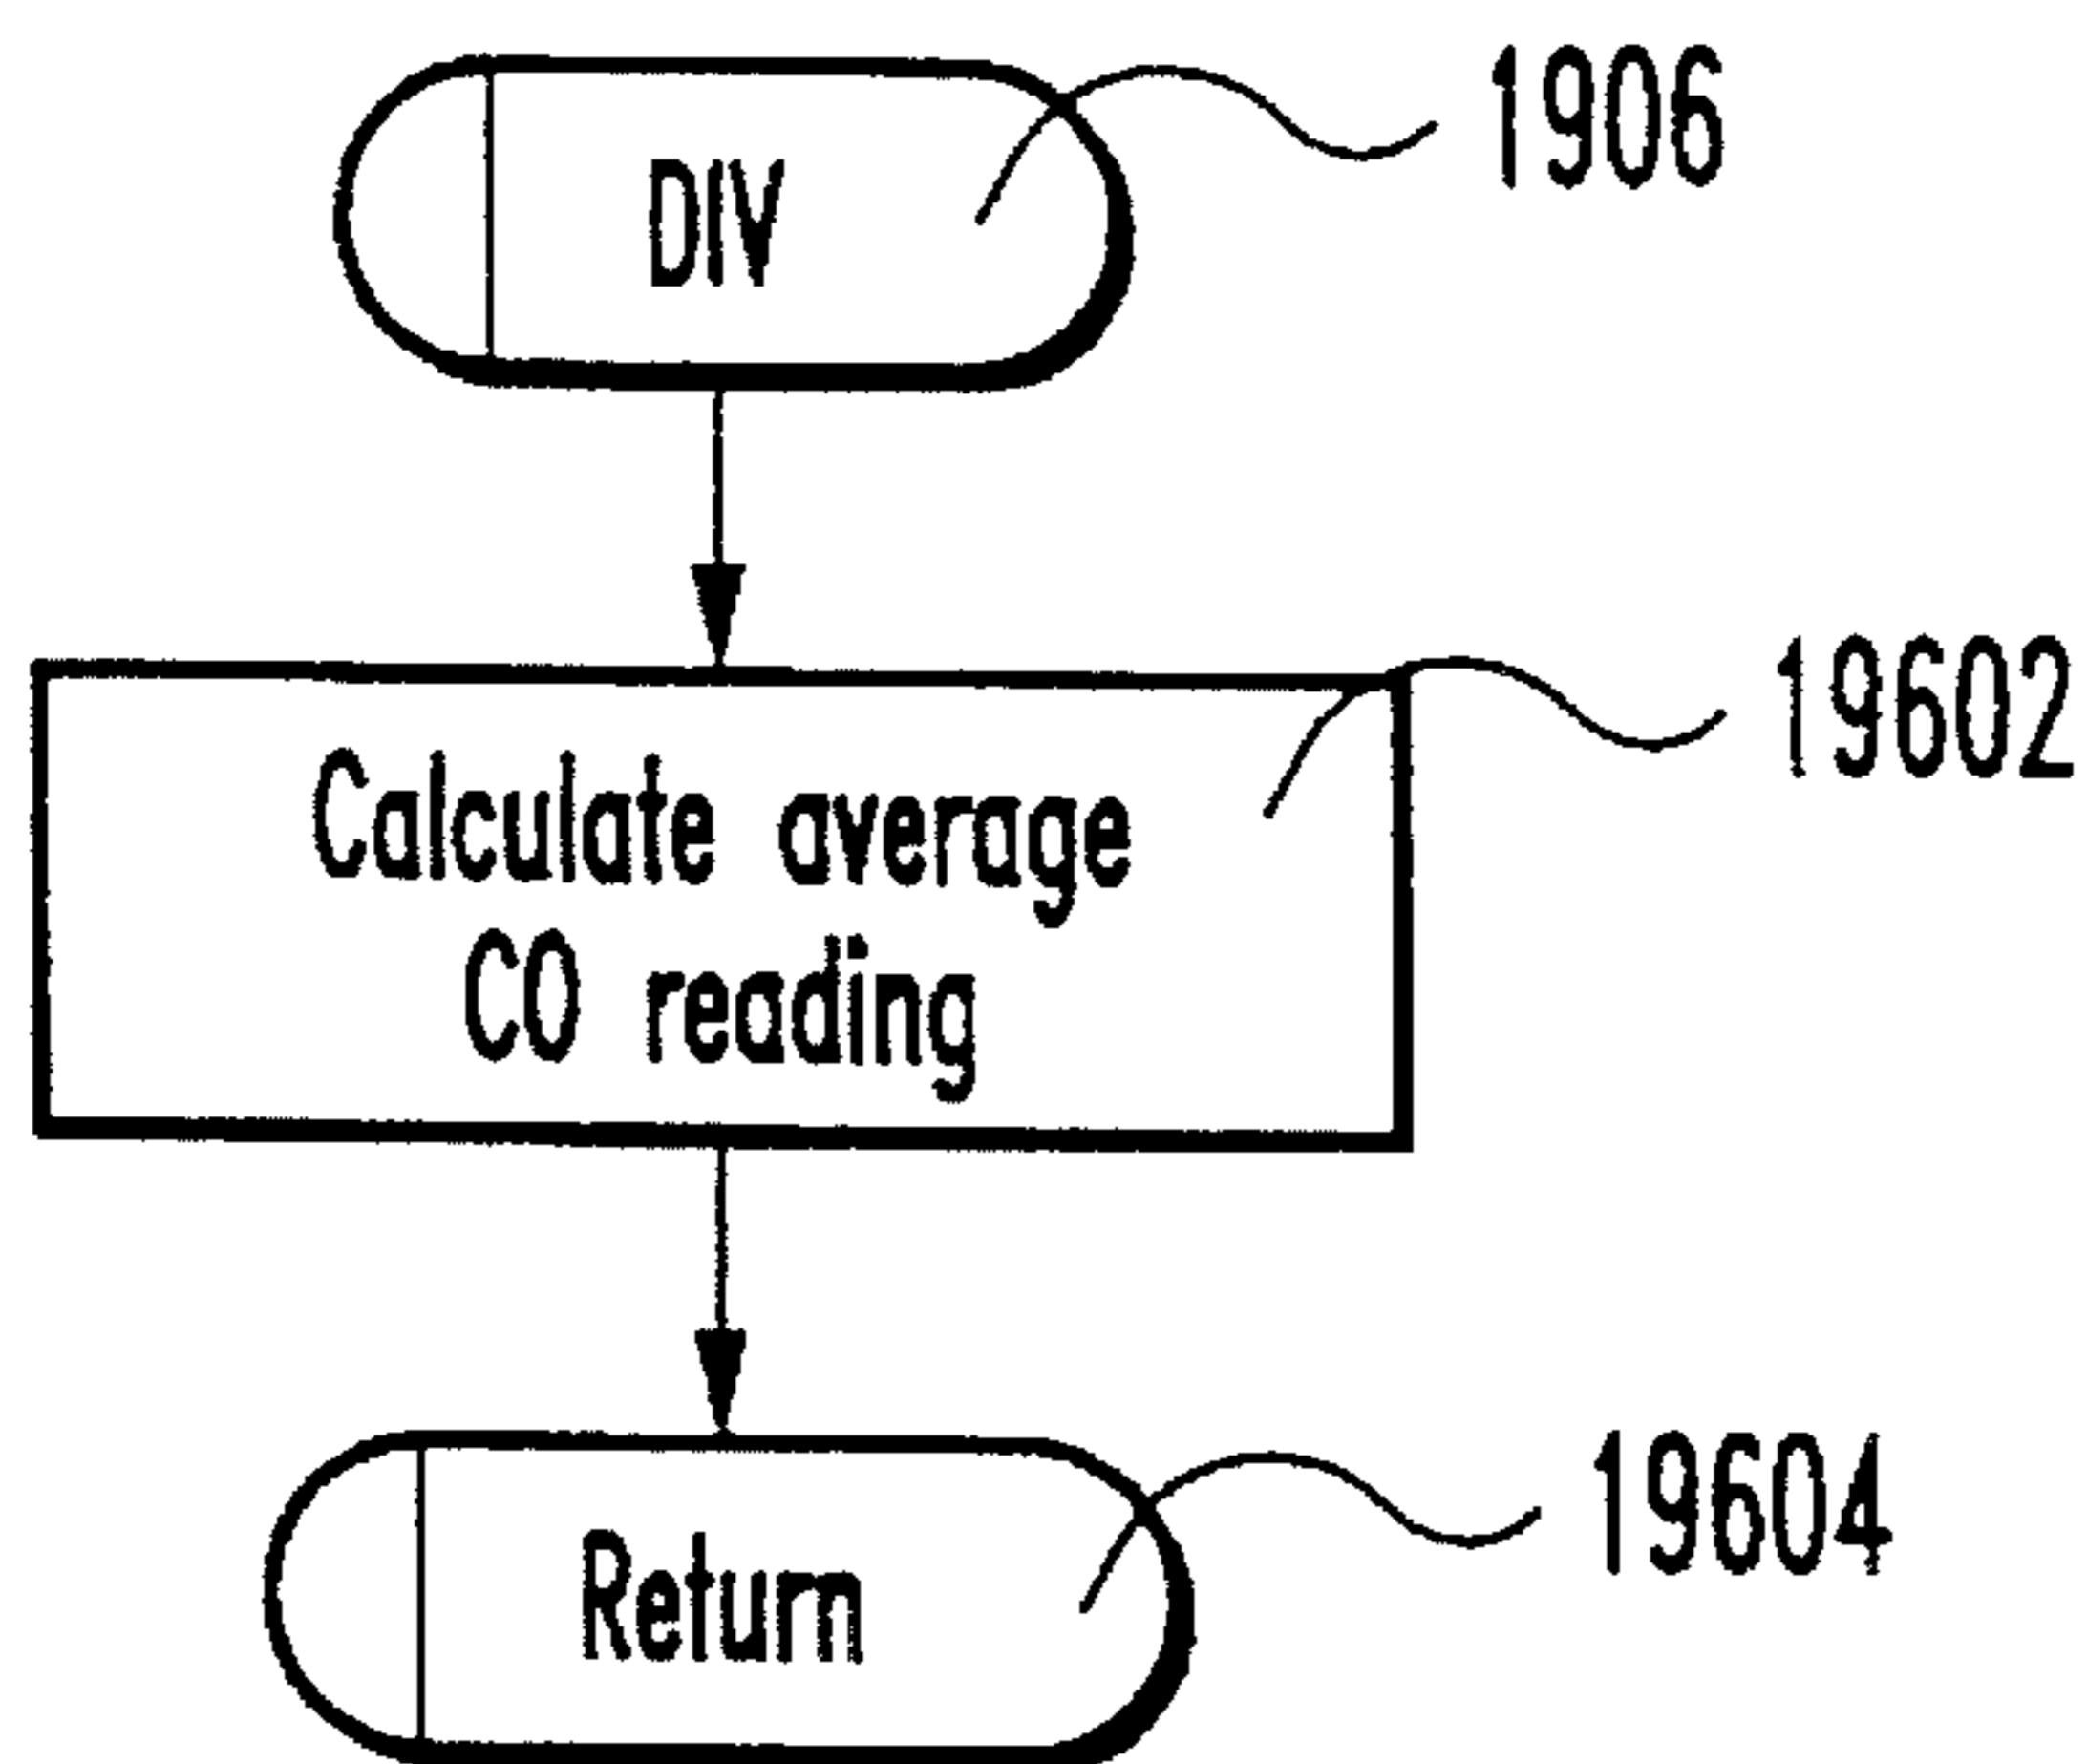 1906
DIV
19602
Calculate average
CO reading
19604
Return